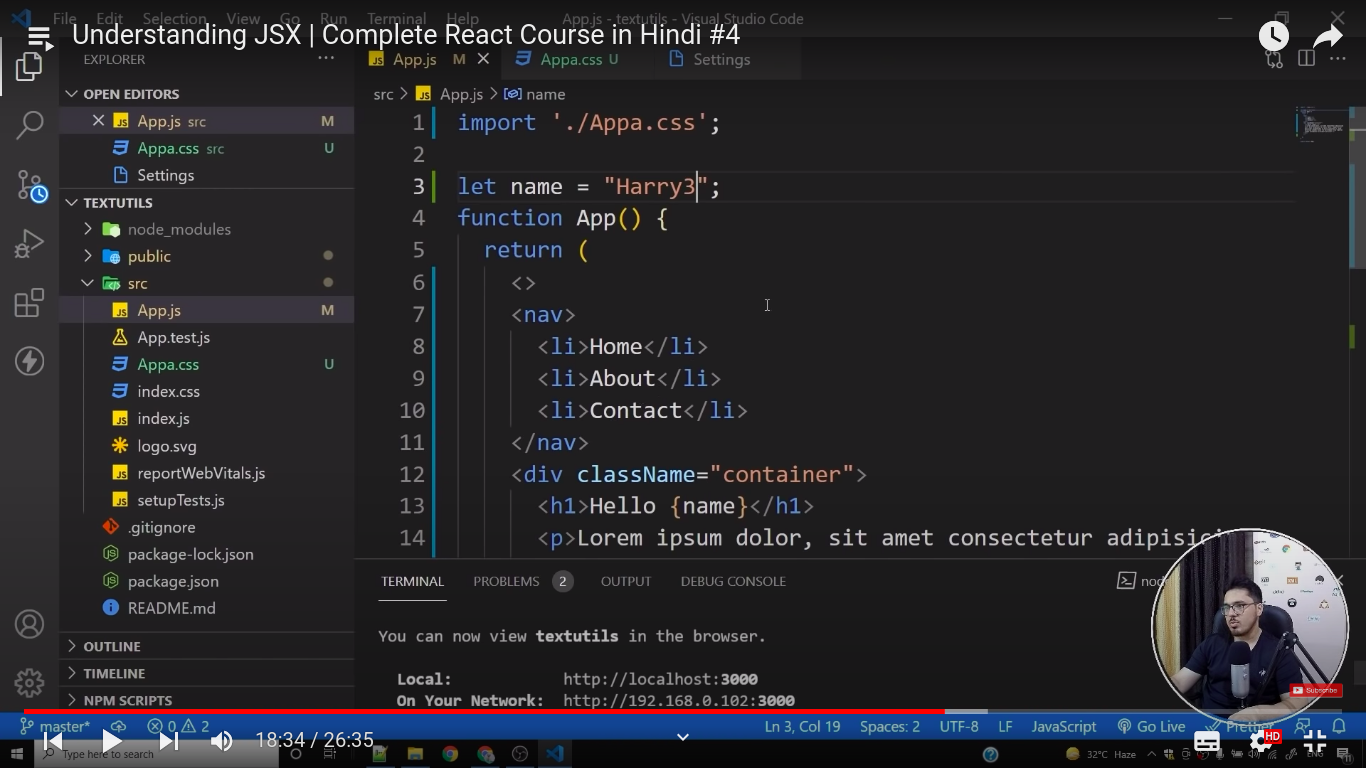 File Edit Selection View Go Run Terminal Help App.js - textutils - Visual Studio Code
Understanding JSX | Complete React Course in Hindi #4
EXPLORER
App.js M
Appa.css U
Settings
OPEN EDITORS
App.js src M
Appa.css src U
Settings
TEXTUTILS
node_modules
public
src
App.js M
App.test.js
Appa.css U
index.css
index.js
logo.svg
reportWebVitals.js
setupTests.js
.gitignore
package-lock.json
package.json
README.md
OUTLINE
TIMELINE
NPM SCRIPTS
src > App.js > name
1 import './Appa.css';
2
3 let name = "Harry3";
4 function App() {
5 return (
6 <>
7 <nav>
8 <li>Home</li>
9 <li>About</li>
10 <li>Contact</li>
11 </nav>
12 <div className="container">
13 <h1>Hello {name}</h1>
14 <p>Lorem ipsum dolor, sit amet consectetur
TERMINAL PROBLEMS 2 OUTPUT DEBUG CONSOLE
You can now view textutils in the browser.
Local: http://localhost:3000
On Your Network: http://192.168.0.102:3000
Subscribe
master* 0 2 Ln 3, Col 19 Spaces: 2 UTF-8 LF JavaScript Go Live Prettier
18:34 / 26:35
HD
Type here to search
32°C Haze ENG